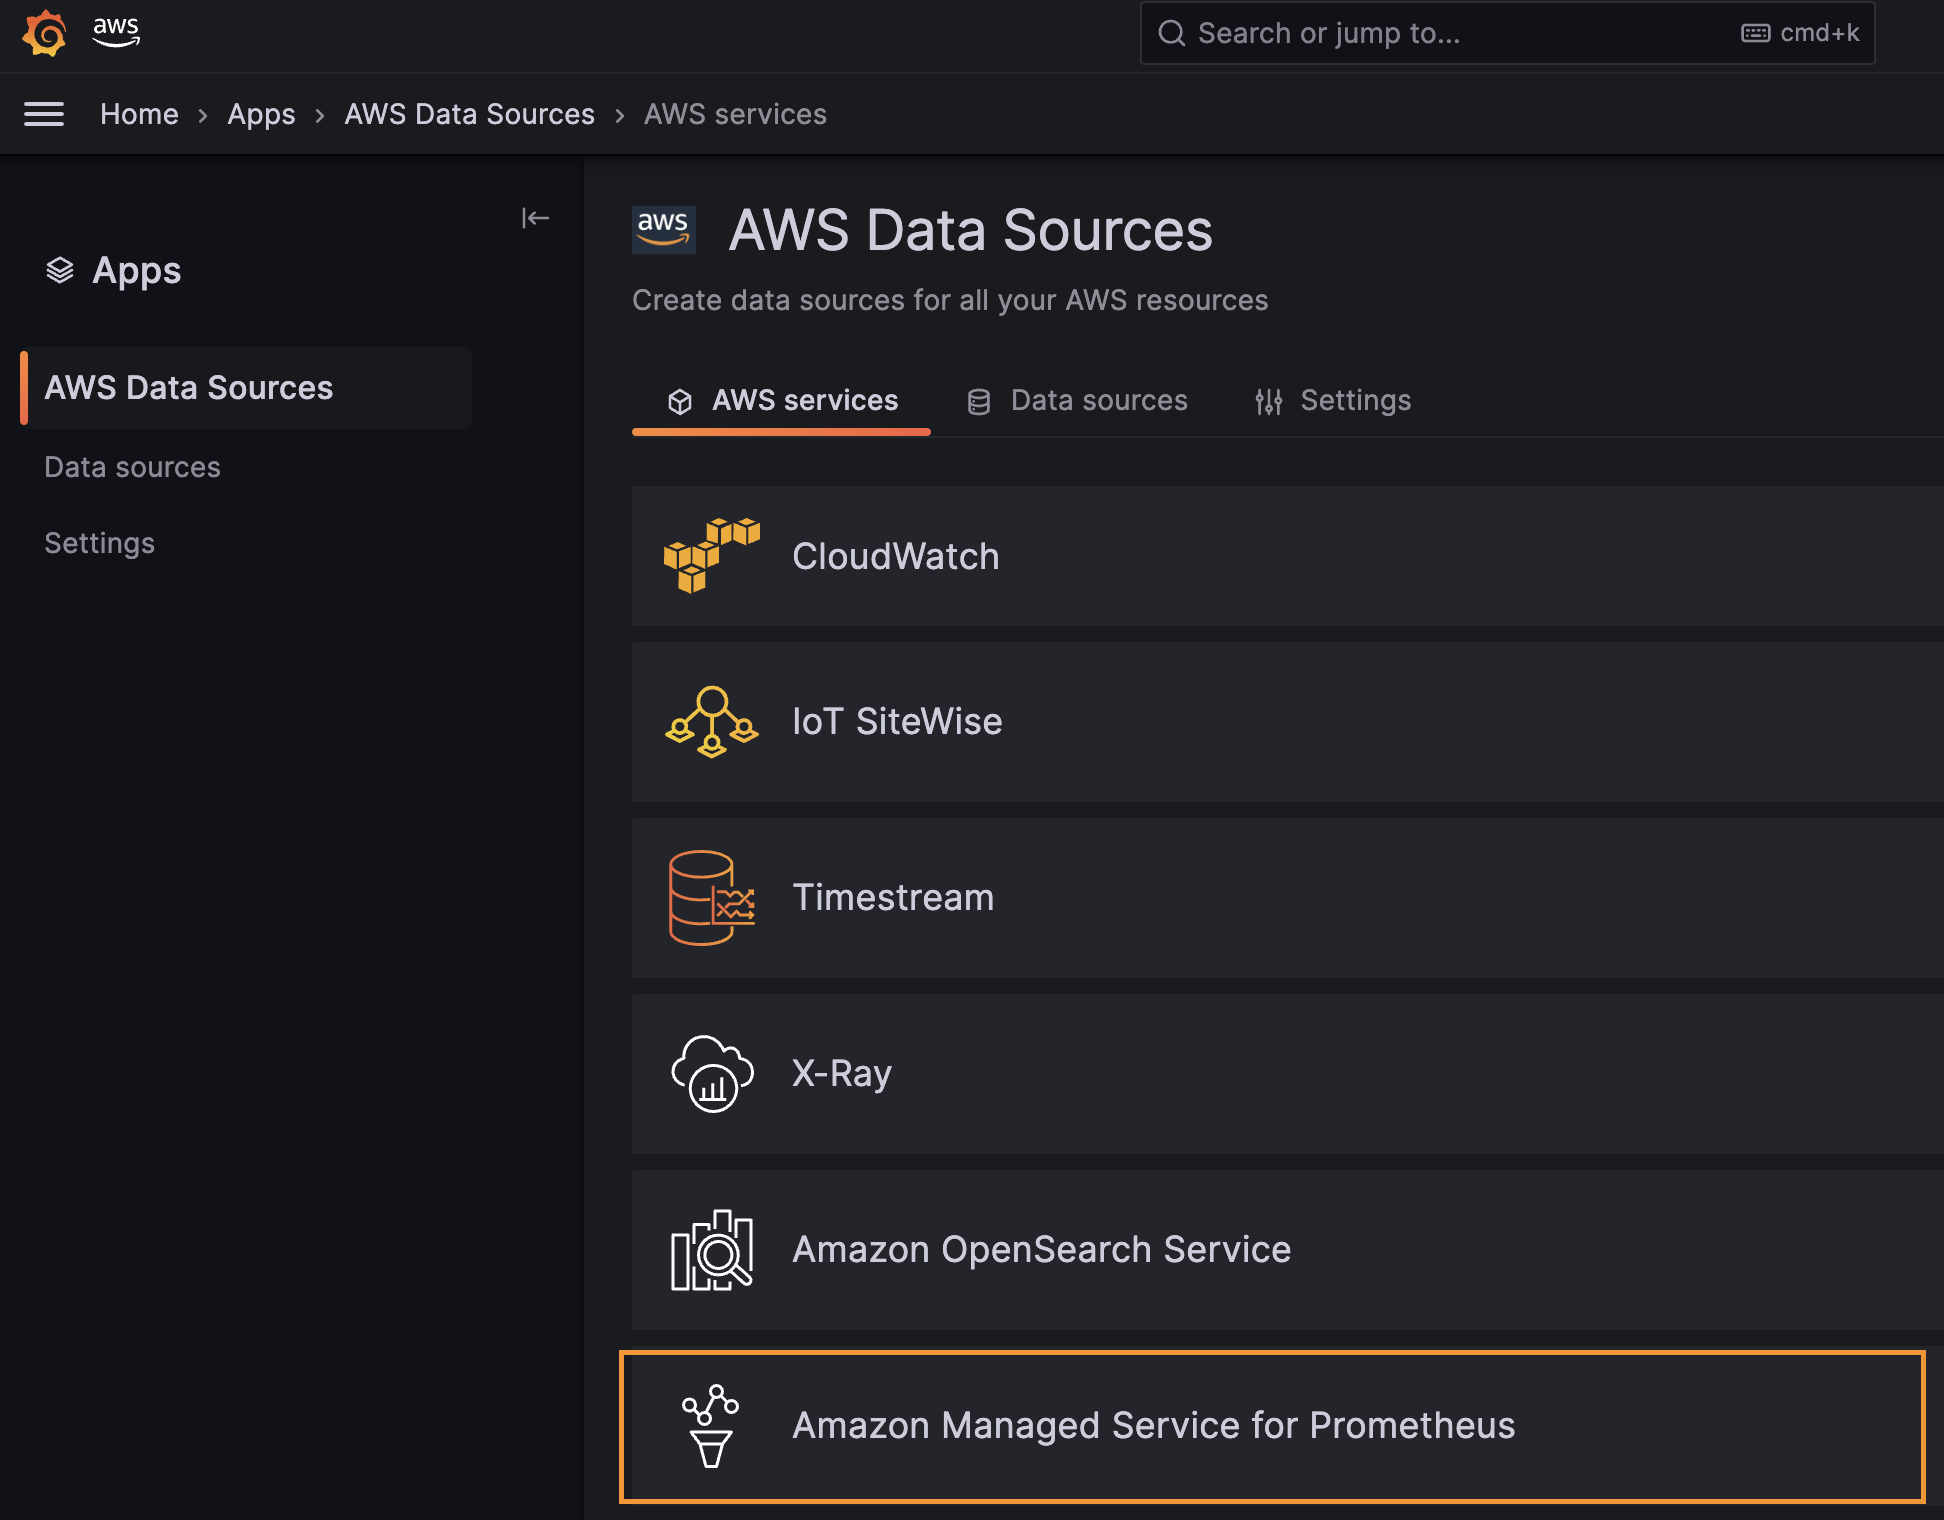 aws
Search or jump to...
cmd+k
Home › Apps › AWS Data Sources › AWS services
Apps
AWS Data Sources
Data sources
Settings
aws
AWS Data Sources
Create data sources for all your AWS resources
AWS services
Data sources
Settings
CloudWatch
IoT SiteWise
Timestream
X-Ray
Amazon OpenSearch Service
Amazon Managed Service for Prometheus